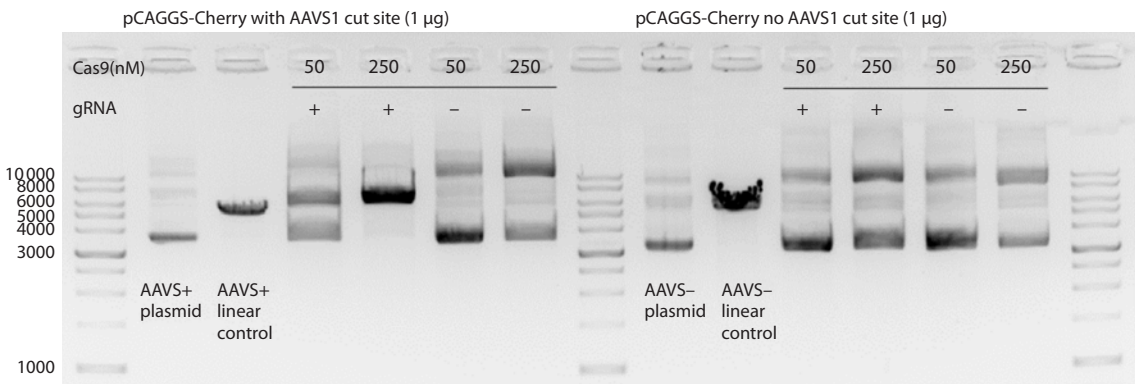 pCAGGS-Cherry with AAVS1 cut site (1 µg) pCAGGS-Cherry no AAVS1 cut site (1 µg)
Cas9(nM) 50 250 50 250 50 250 50 250
gRNA + + – – + + – –
10000
8000
6000
5000
4000
3000
AAVS+ plasmid
AAVS+ linear control
AAVS– plasmid
AAVS– linear control
1000